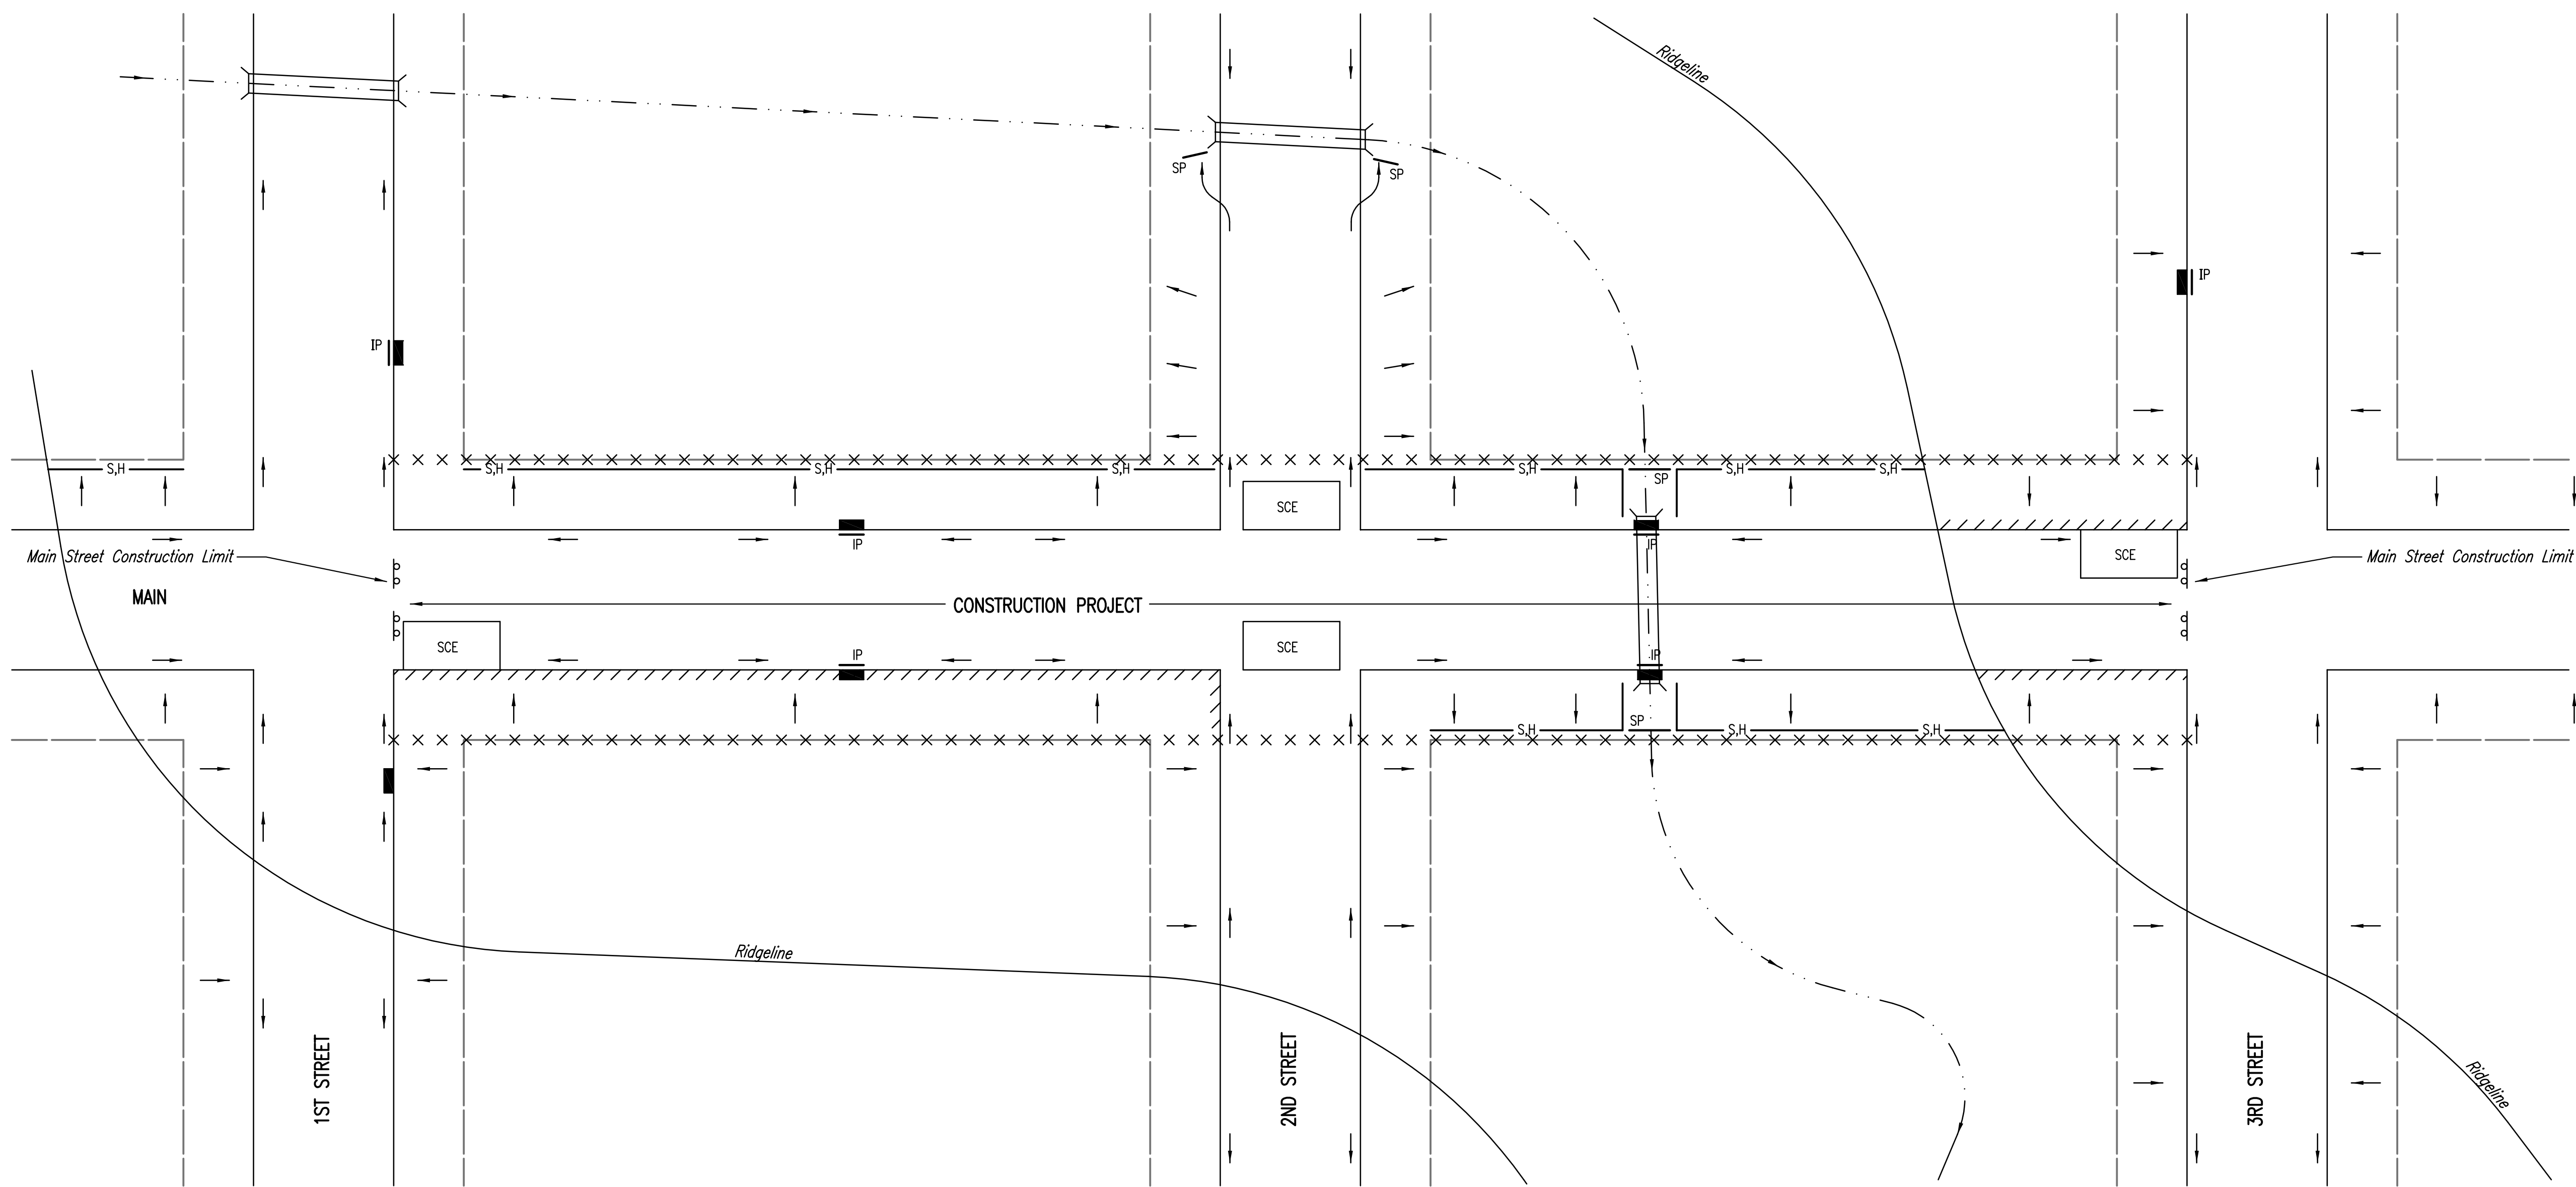 Ridgeline
SP
SP
IP
IP
S,H
S,H
S,H
S,H
S,H
SP
S,H
S,H
SCE
IP
IP
Main Street Construction Limit
SCE
Main Street Construction Limit
MAIN
CONSTRUCTION PROJECT
SCE
SCE
IP
IP
S,H
SP
S,H
S,H
Ridgeline
1ST STREET
2ND STREET
3RD STREET
Ridgeline